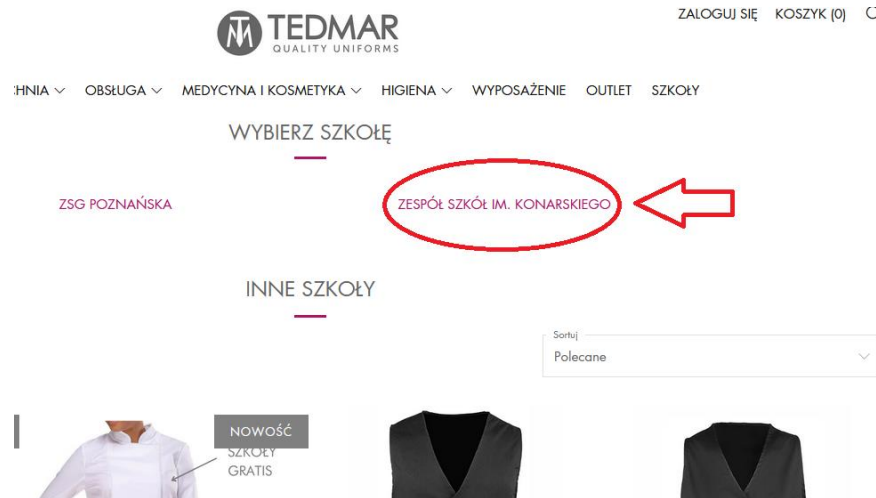 TM TEDMAR
QUALITY UNIFORMS
ZALOGUJ SIĘ KOSZYK (0)
OBSŁUGA MEDYCYNA I KOSMETYKA HIGIENA WYPOSAŻENIE OUTLET SZKOŁY
WYBIERZ SZKOŁĘ
ZSG POZNAŃSKA ZESPÓŁ SZKÓŁ IM. KONARSKIEGO
INNE SZKOŁY
Sortuj
Polecane
NOWOŚĆ
SZKOŁY
GRATIS